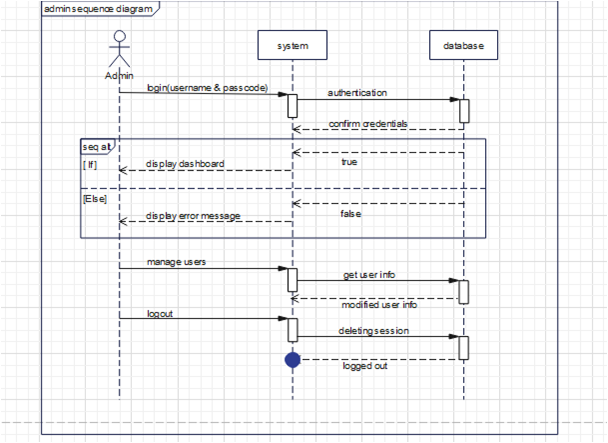 admin sequence diagram
system
database
Admin
login(username & passcode)
authentication
confirm credentials
seq alt
[ If]
display dashboard
true
[Else]
display error message
false
manage users
get user info
modified user info
logout
deleting session
logged out